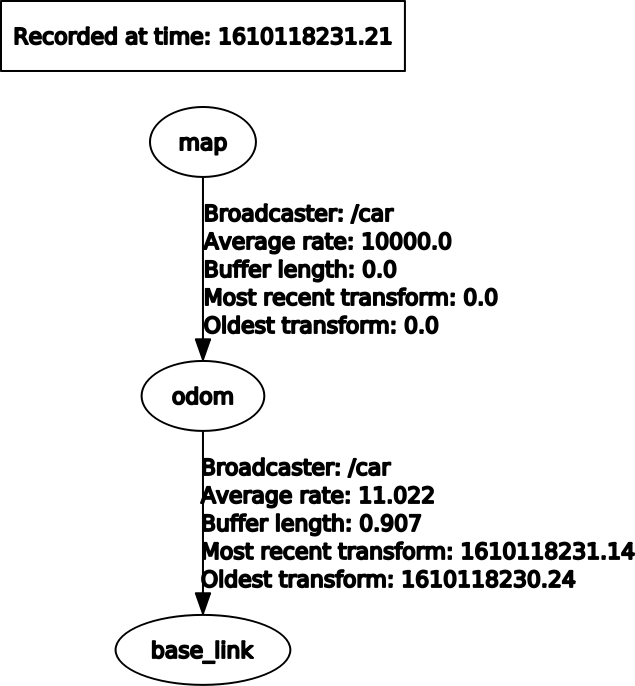 Recorded at time: 1610118231.21
map
Broadcaster: /car
Average rate: 10000.0
Buffer length: 0.0
Most recent transform: 0.0
Oldest transform: 0.0
odom
Broadcaster: /car
Average rate: 11.022
Buffer length: 0.907
Most recent transform: 1610118231.14
Oldest transform: 1610118230.24
base_link